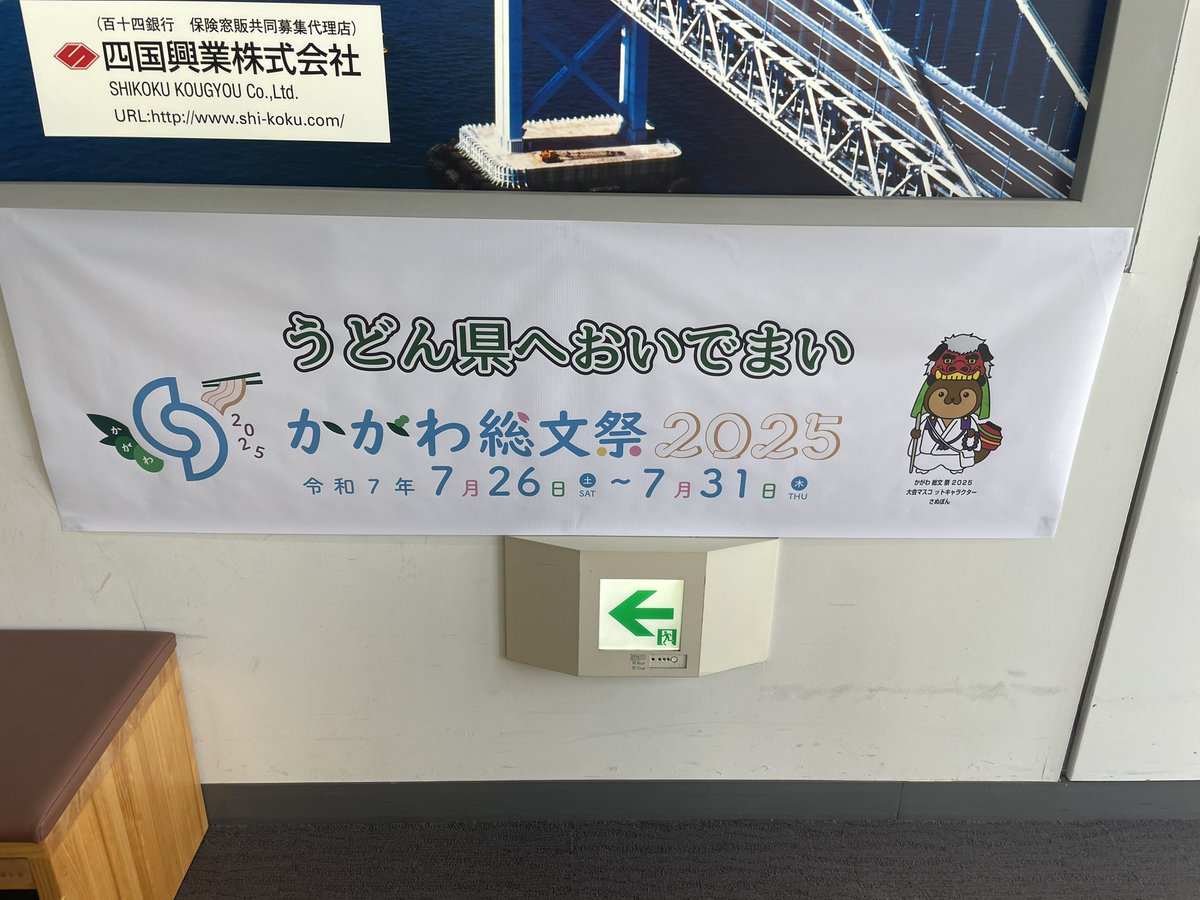 (百十四銀行 保険窓販共同募集代理店)
四国興業株式会社
SHIKOKU KOUGYOU Co.,Ltd.
URL:http://www.shi-koku.com/
うどん県へおいでまい
かがわ
2025
かがわ総文祭2025
令和7年7月26日土SAT~7月31日木THU
かがわ総文祭2025
大会マスコットキャラクター
さぬぽん